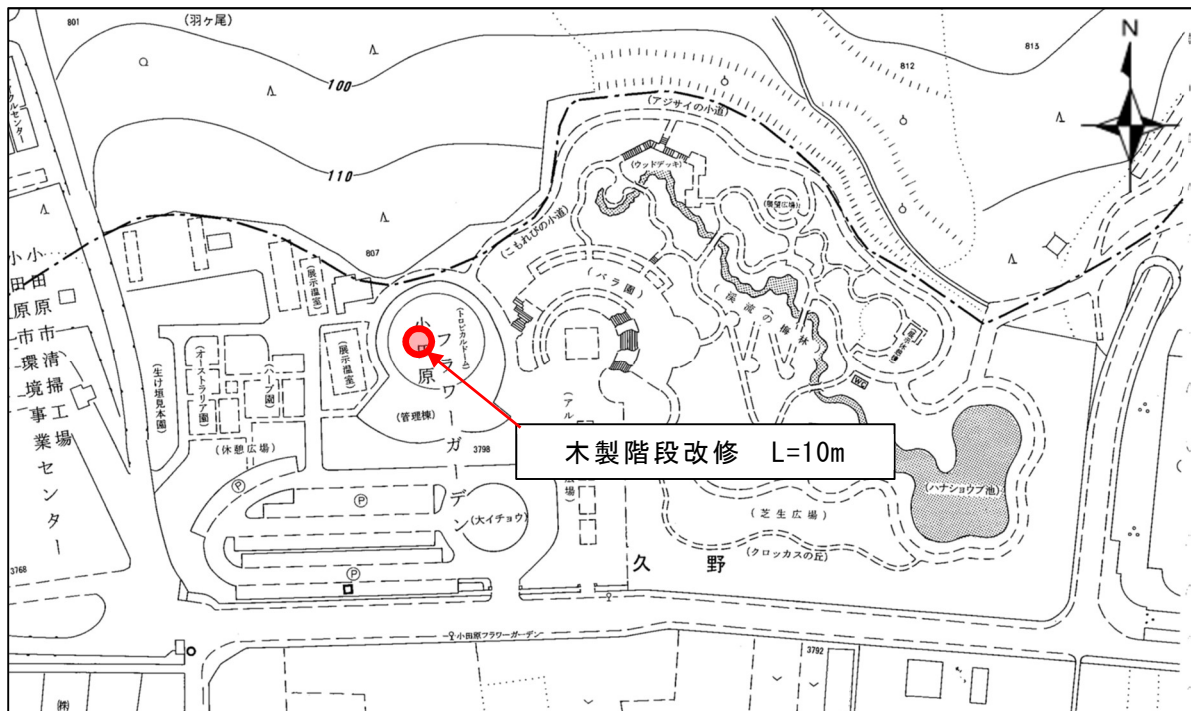 801
(羽ヶ尾)
N
813
812
100
110
807
(アジサイの小道)
(ウッドデッキ)
(眺望広場)
(こもれびの小道)
(バラ園)
(渓流の梅林)
(展示温室)
(展示温室)
(トロピカルドーム)
小田原フラワーガーデン
小田原市清掃工場
小田原市環境事業センター
(生け垣見本園)
(オーストラリア園)
(ハーブ園)
(管理棟)
(休憩広場)
3798
WC
木製階段改修 L=10m
(ハナショウブ池)
(芝生広場)
(クロッカスの丘)
(大イチョウ)
P
P
P
久野
3768
小田原フラワーガーデン
3792
㈱